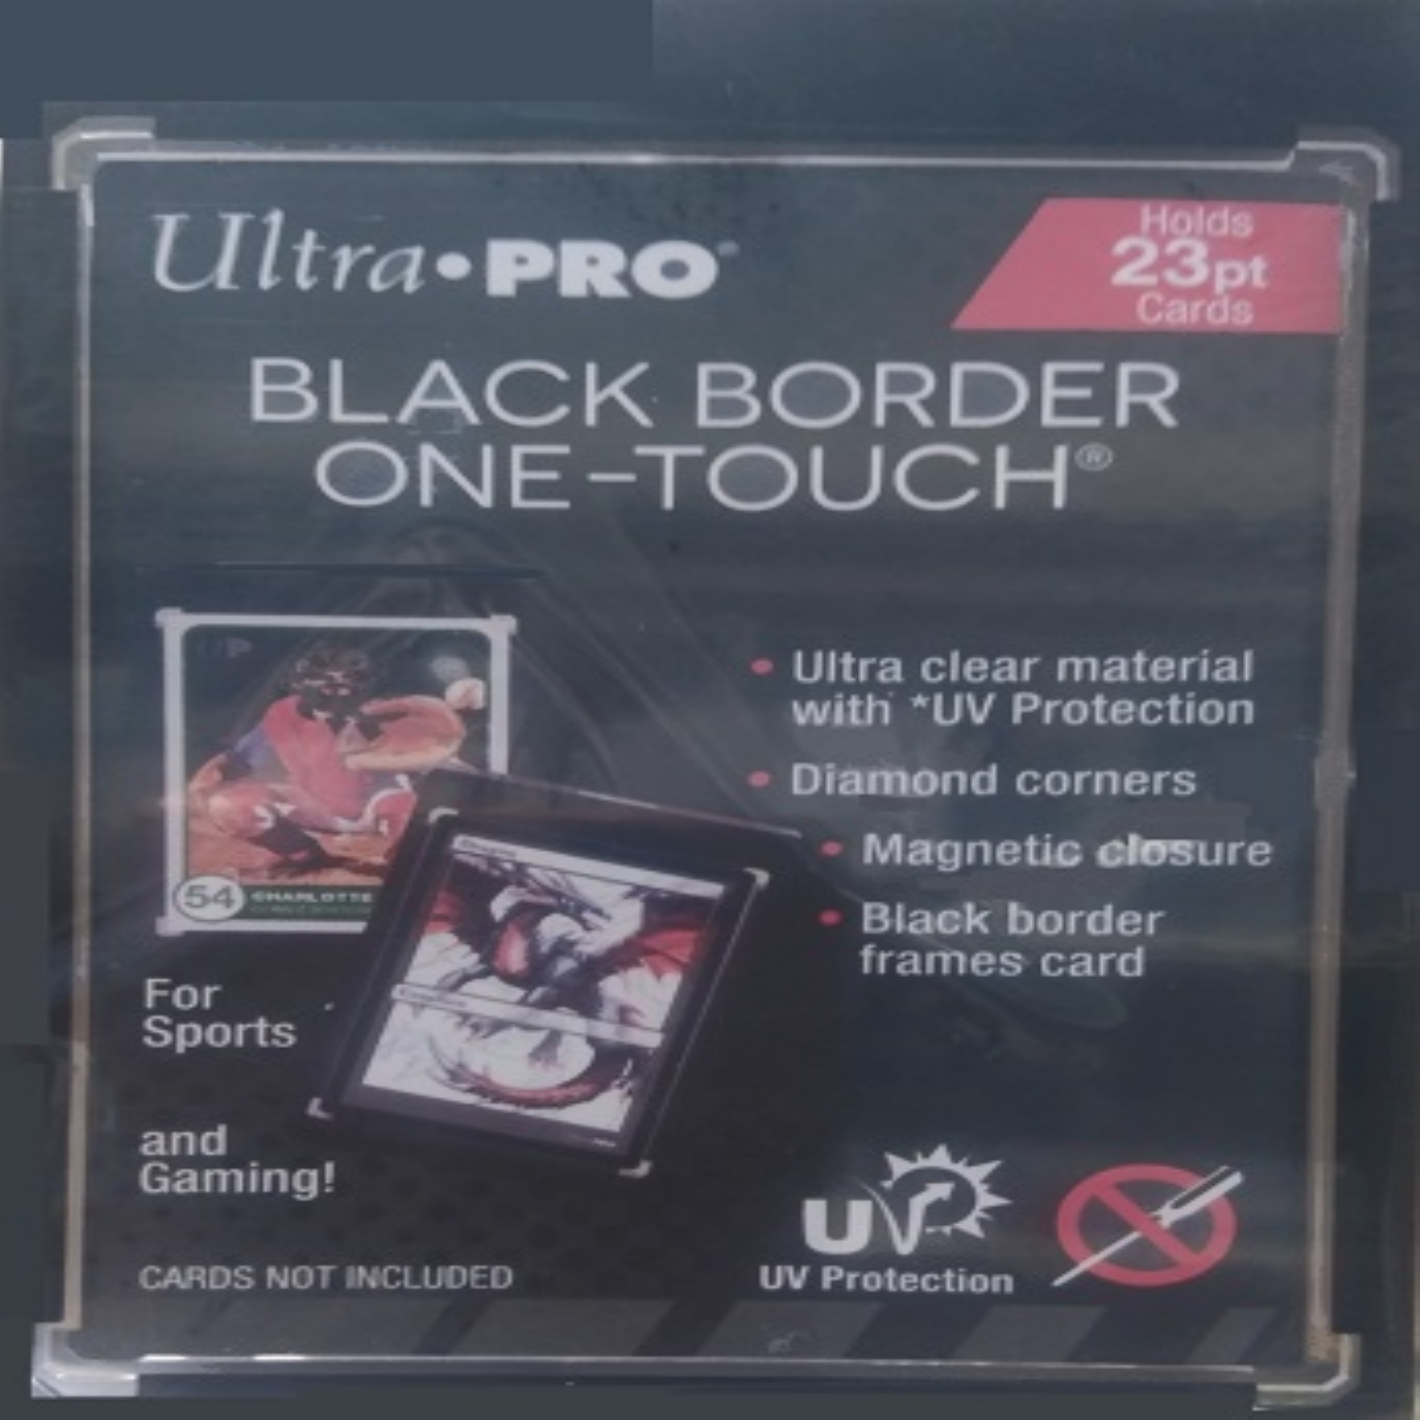 Ultra•PRO®
Holds
23pt
Cards
BLACK BORDER
ONE-TOUCH®
• Ultra clear material
with *UV Protection
• Diamond corners
• Magnetic closure
• Black border
frames card
54 CHARLOTTE
For
Sports
and
Gaming!
UV
UV Protection
CARDS NOT INCLUDED